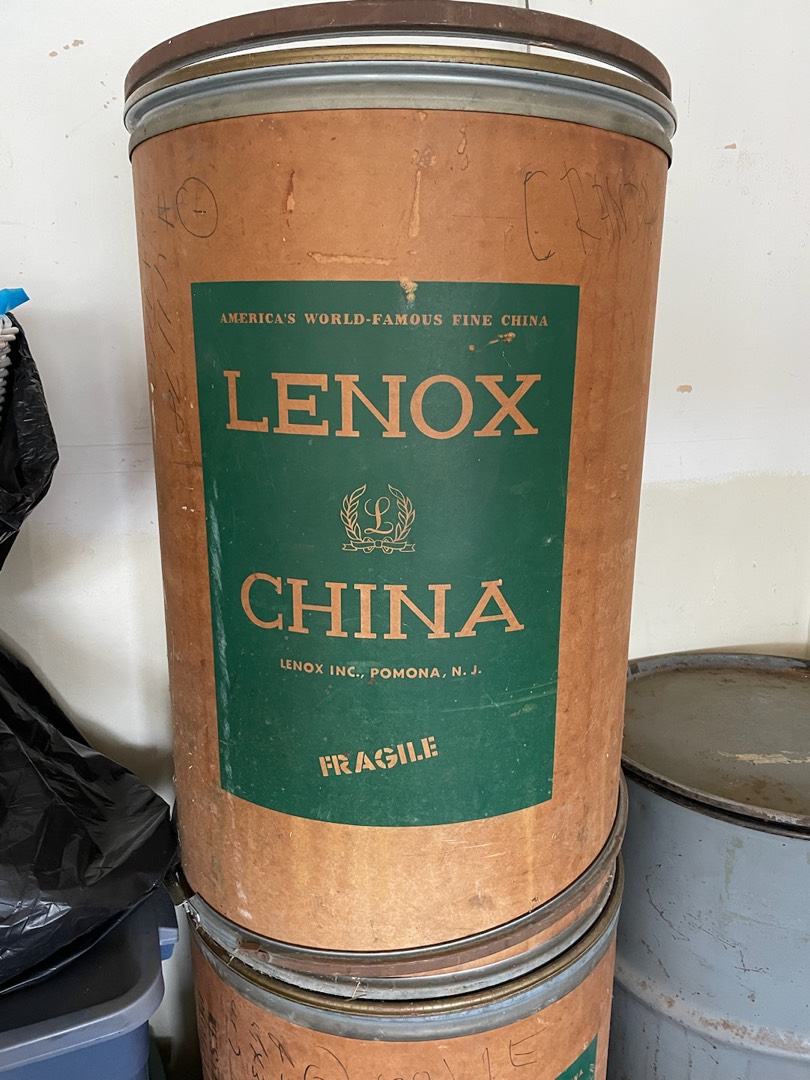 AMERICA'S WORLD-FAMOUS FINE CHINA
LENOX
L
CHINA
LENOX INC., POMONA, N. J.
FRAGILE